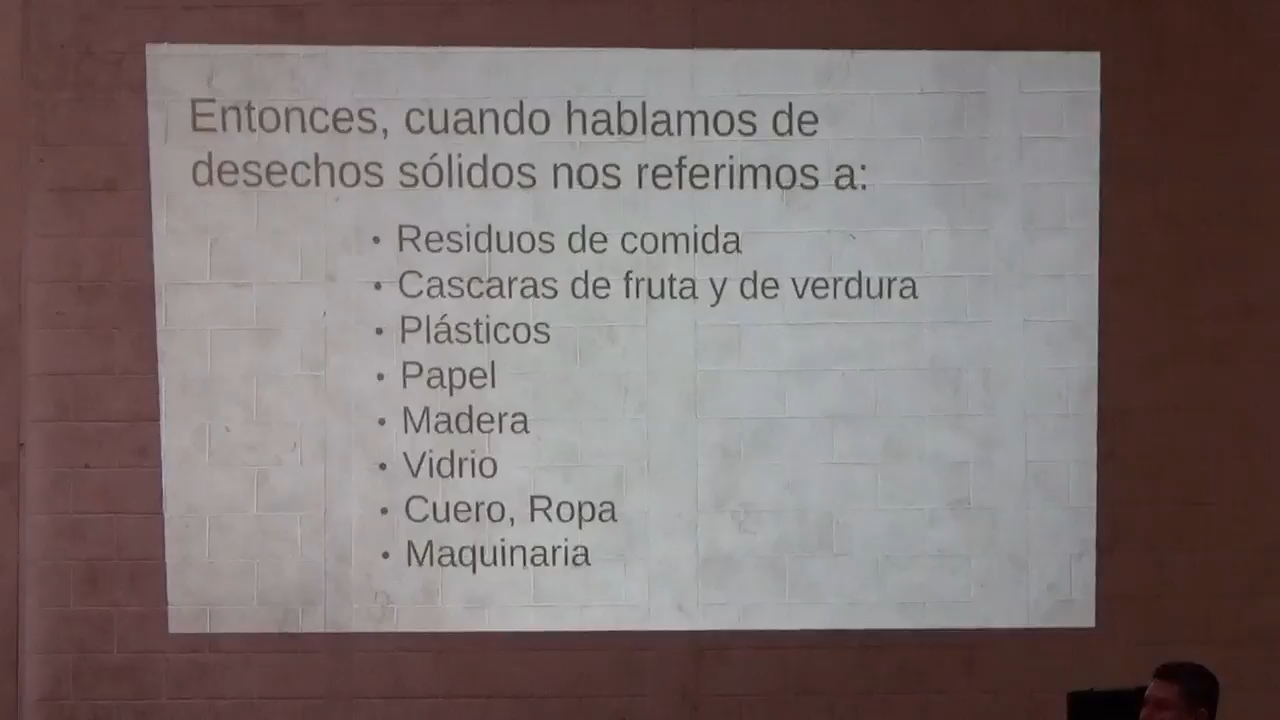 Entonces, cuando hablamos de
desechos sólidos nos referimos a:
• Residuos de comida
• Cascaras de fruta y de verdura
• Plásticos
• Papel
• Madera
• Vidrio
• Cuero, Ropa
• Maquinaria